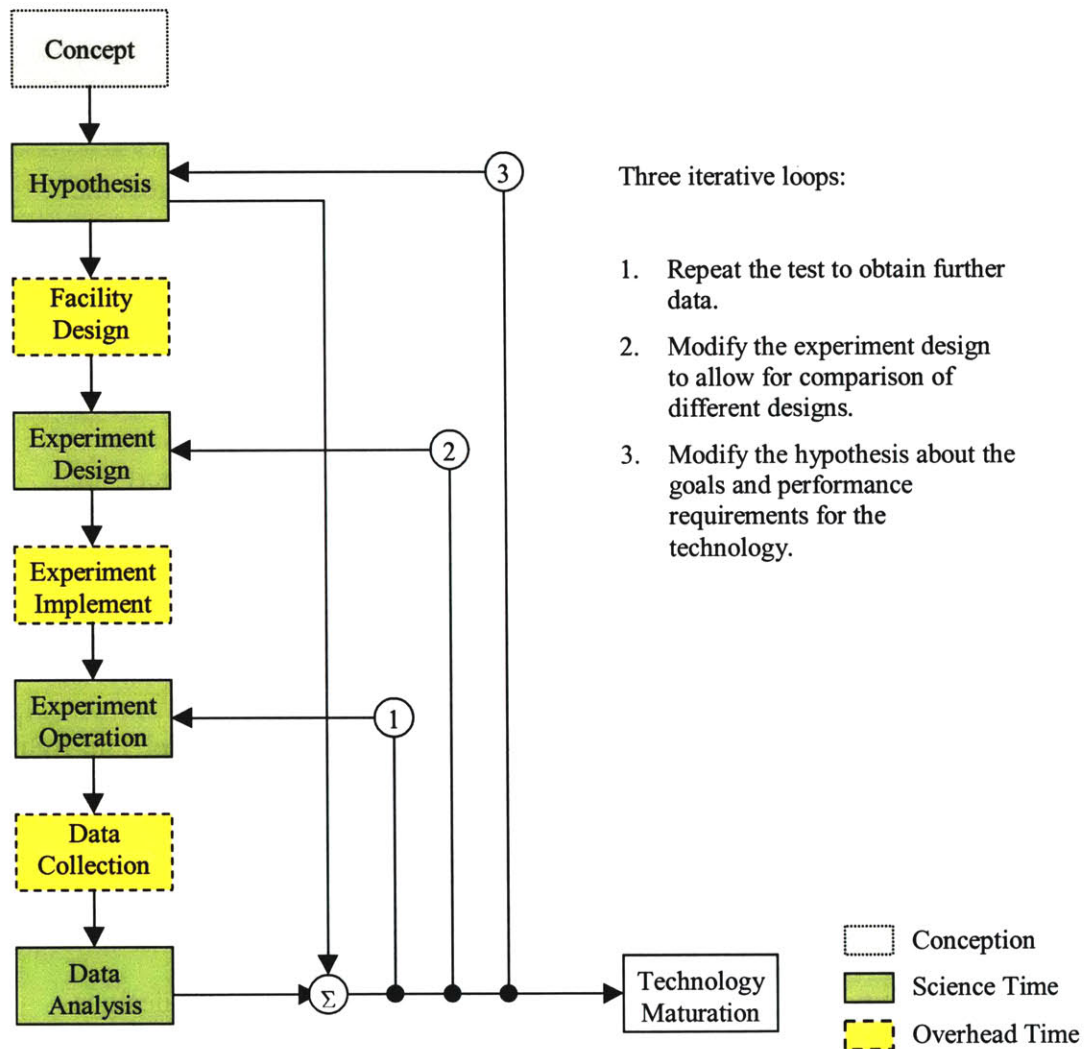 Concept
Hypothesis
3
Three iterative loops:
1. Repeat the test to obtain further
data.
2. Modify the experiment design
to allow for comparison of
different designs.
3. Modify the hypothesis about the
goals and performance
requirements for the
technology.
Facility
Design
Experiment
Design
2
Experiment
Implement
Experiment
Operation
1
Data
Collection
Data
Analysis
Σ
Technology
Maturation
Conception
Science Time
Overhead Time